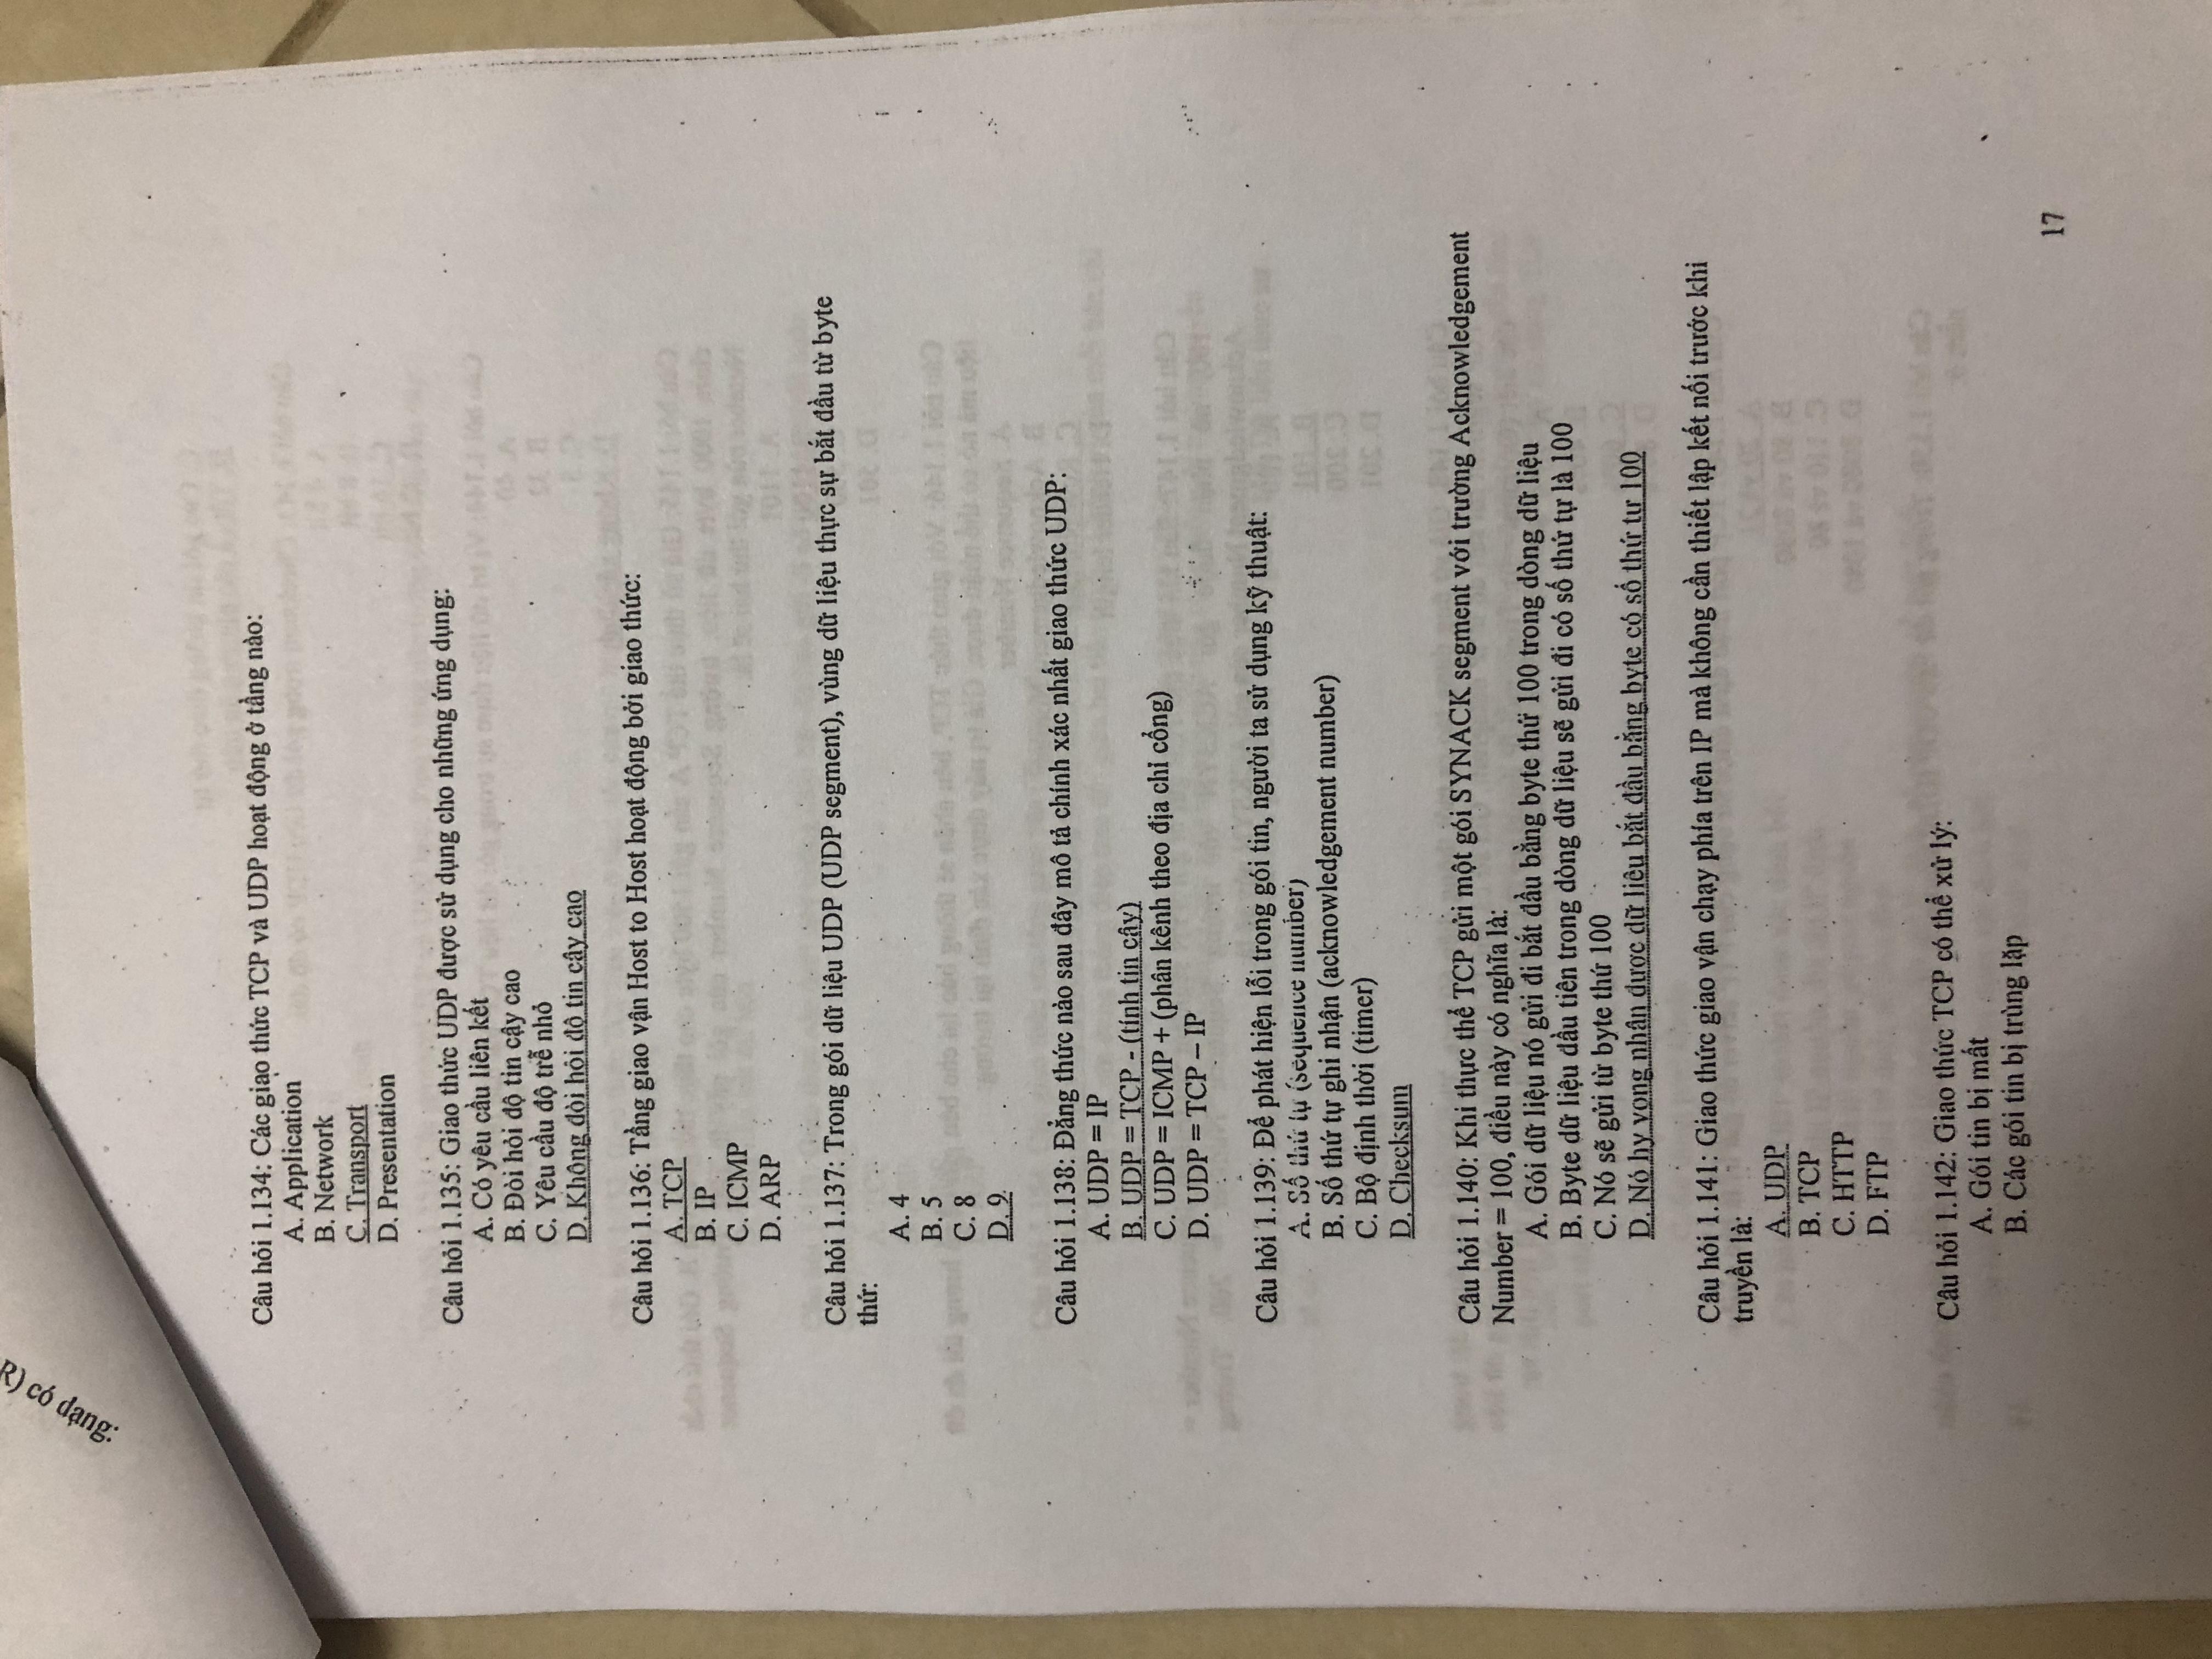 R) có dạng:
Câu hỏi 1.134: Các giao thức TCP và UDP hoạt động ở tầng nào:
A. Application
B. Network
C. Transport
D. Presentation
Câu hỏi 1.135: Giao thức UDP được sử dụng cho những ứng dụng:
A. Có yêu cầu liên kết
B. Đòi hỏi độ tin cậy cao
C. Yêu cầu độ trễ nhỏ
D. Không đòi hỏi độ tin cậy cao
Câu hỏi 1.136: Tầng giao vận Host to Host hoạt động bởi giao thức:
A. TCP
B. IP
C. ICMP
D. ARP
Câu hỏi 1.137: Trong gói dữ liệu UDP (UDP segment), vùng dữ liệu thực sự bắt đầu từ byte
thứ:
A. 4
B. 5
C. 8
D. 9
Câu hỏi 1.138: Đẳng thức nào sau đây mô tả chính xác nhất giao thức UDP:
A. UDP = IP
B. UDP = TCP - (tính tin cậy)
C. UDP = ICMP + (phân kênh theo địa chỉ cổng)
D. UDP = TCP – IP
Câu hỏi 1.139: Để phát hiện lỗi trong gói tin, người ta sử dụng kỹ thuật:
A. Số thứ tự (sequence number)
B. Số thứ tự ghi nhận (acknowledgement number)
C. Bộ định thời (timer)
D. Checksum
Câu hỏi 1.140: Khi thực thể TCP gửi một gói SYNACK segment với trường Acknowledgement
Number = 100, điều này có nghĩa là:
A. Gói dữ liệu nó gửi đi bắt đầu bằng byte thứ 100 trong dòng dữ liệu
B. Byte dữ liệu đầu tiên trong dòng dữ liệu sẽ gửi đi có số thứ tự là 100
C. Nó sẽ gửi từ byte thứ 100
D. Nó hy vọng nhận được dữ liệu bắt đầu bằng byte có số thứ tự 100
Câu hỏi 1.141: Giao thức giao vận chạy phía trên IP mà không cần thiết lập kết nối trước khi
truyền là:
A. UDP
B. TCP
C. HTTP
D. FTP
Câu hỏi 1.142: Giao thức TCP có thể xử lý:
A. Gói tin bị mất
B. Các gói tin bị trùng lặp
17